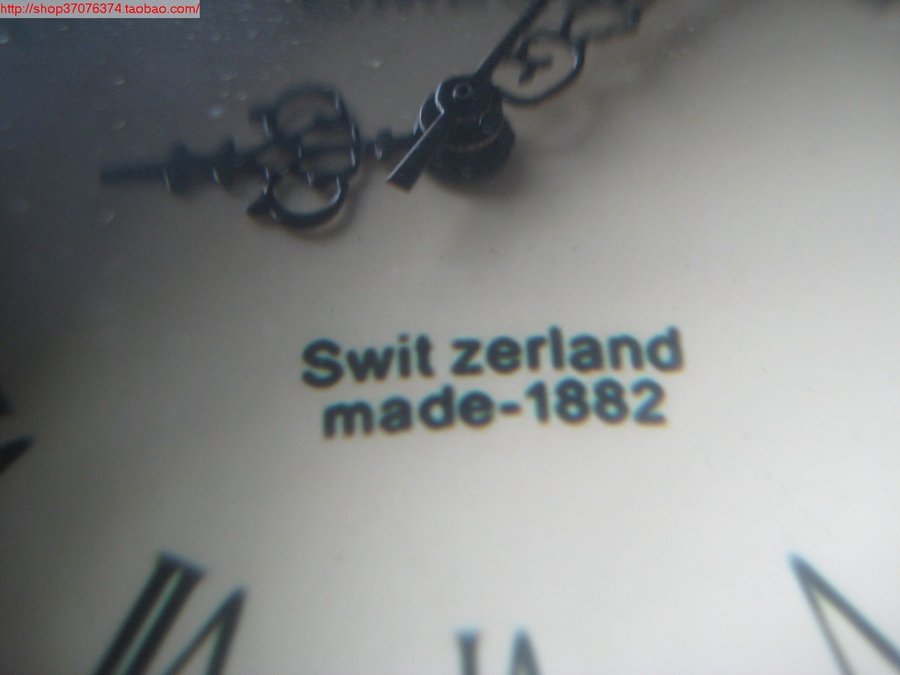 http://shop37076374.taobao.com/
Swit zerland
made-1882